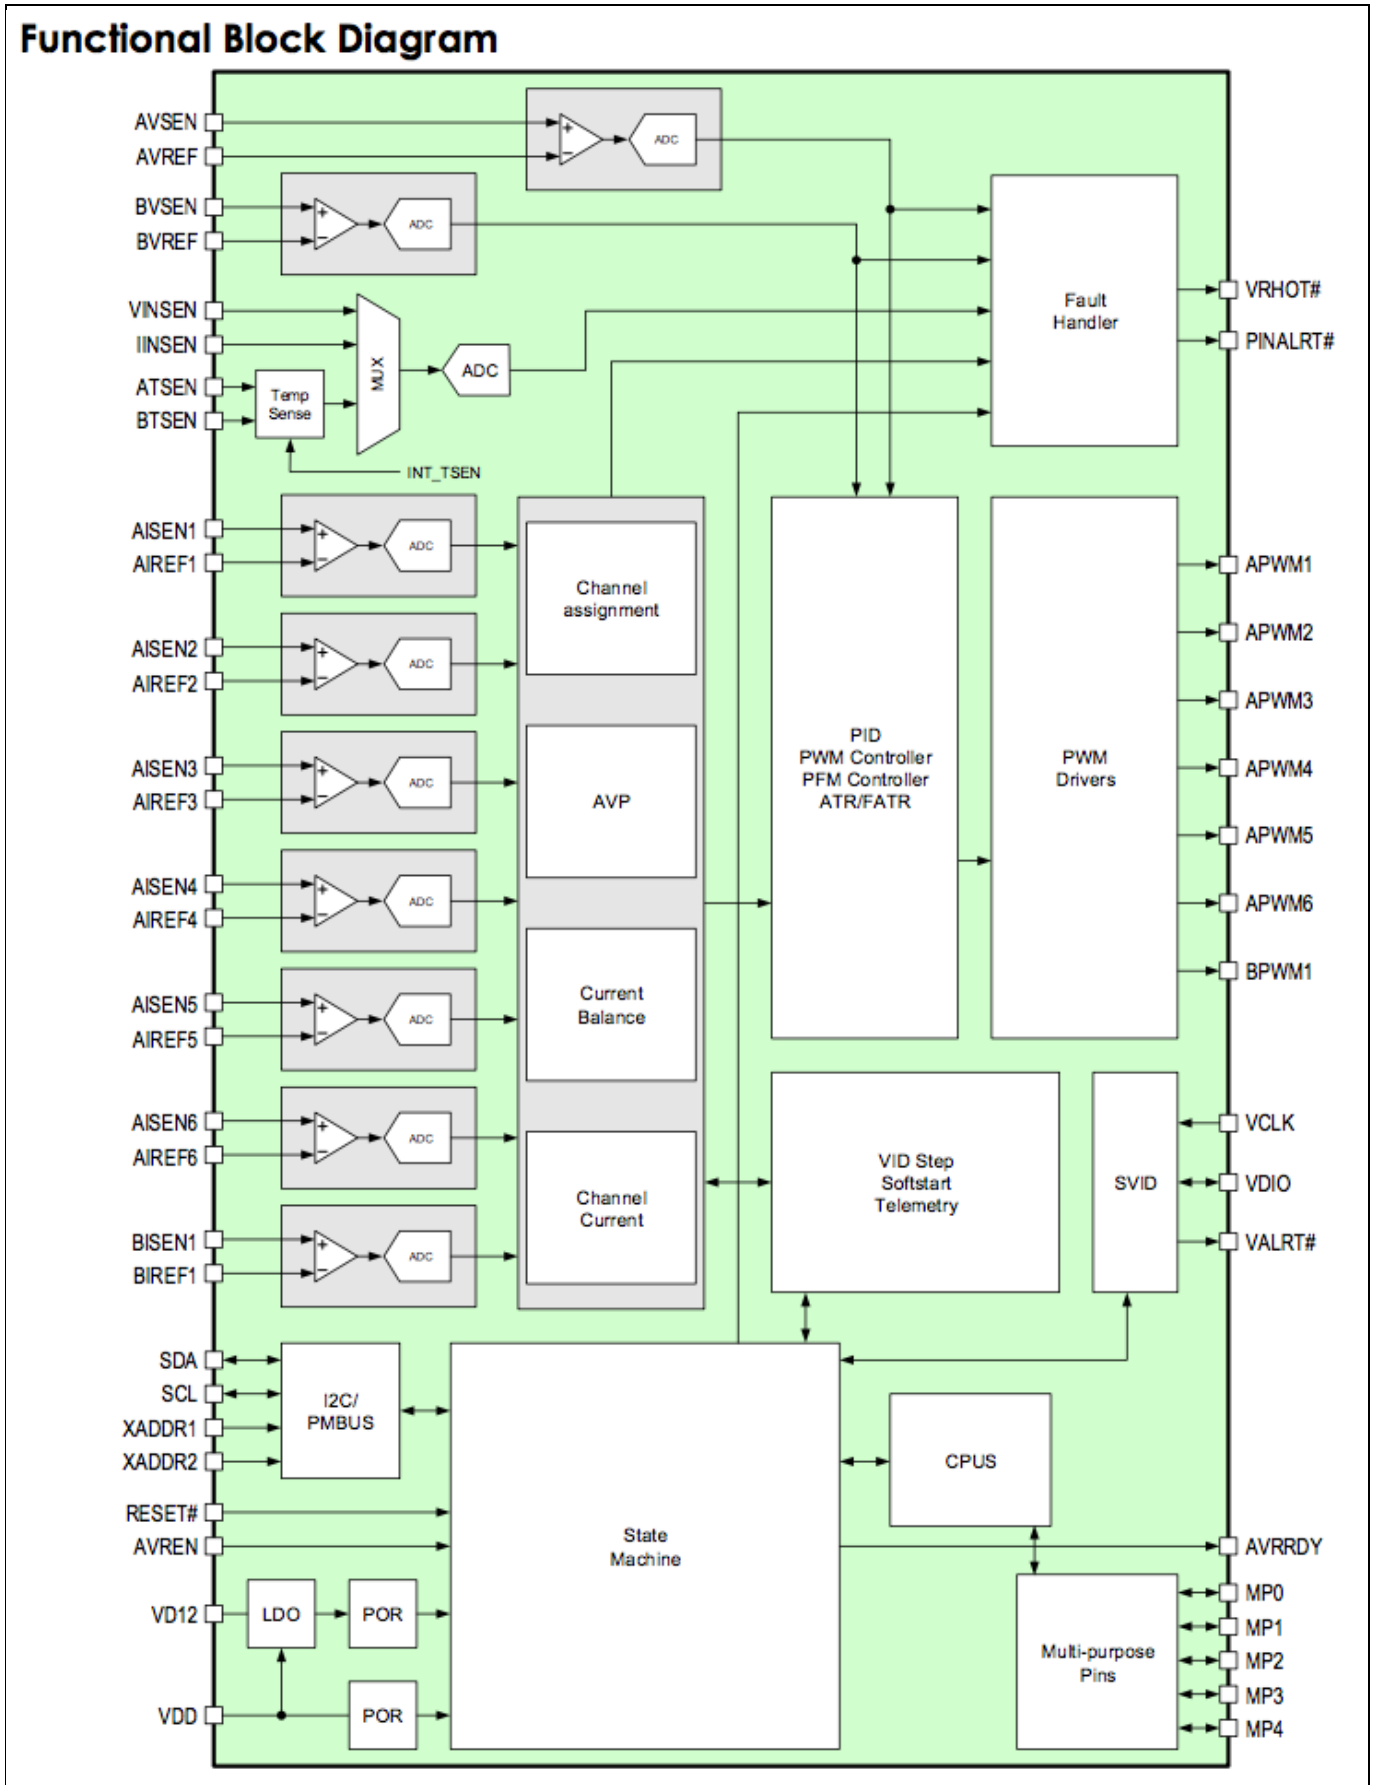 Functional Block Diagram
AVSEN
AVREF
+
−
ADC
BVSEN
BVREF
+
−
ADC
VINSEN
IINSEN
ATSEN
BTSEN
Temp
Sense
MUX
ADC
INT_TSEN
Fault
Handler
VRHOT#
PINALRT#
AISEN1
AIREF1
+
−
ADC
AISEN2
AIREF2
+
−
ADC
AISEN3
AIREF3
+
−
ADC
AISEN4
AIREF4
+
−
ADC
AISEN5
AIREF5
+
−
ADC
AISEN6
AIREF6
+
−
ADC
BISEN1
BIREF1
+
−
ADC
Channel
assignment
AVP
Current
Balance
Channel
Current
PID
PWM Controller
PFM Controller
ATR/FATR
PWM
Drivers
APWM1
APWM2
APWM3
APWM4
APWM5
APWM6
BPWM1
VID Step
Softstart
Telemetry
SVID
VCLK
VDIO
VALRT#
SDA
SCL
XADDR1
XADDR2
I2C/
PMBUS
RESET#
AVREN
VD12
LDO
POR
VDD
POR
State
Machine
CPUS
AVRRDY
Multi-purpose
Pins
MP0
MP1
MP2
MP3
MP4